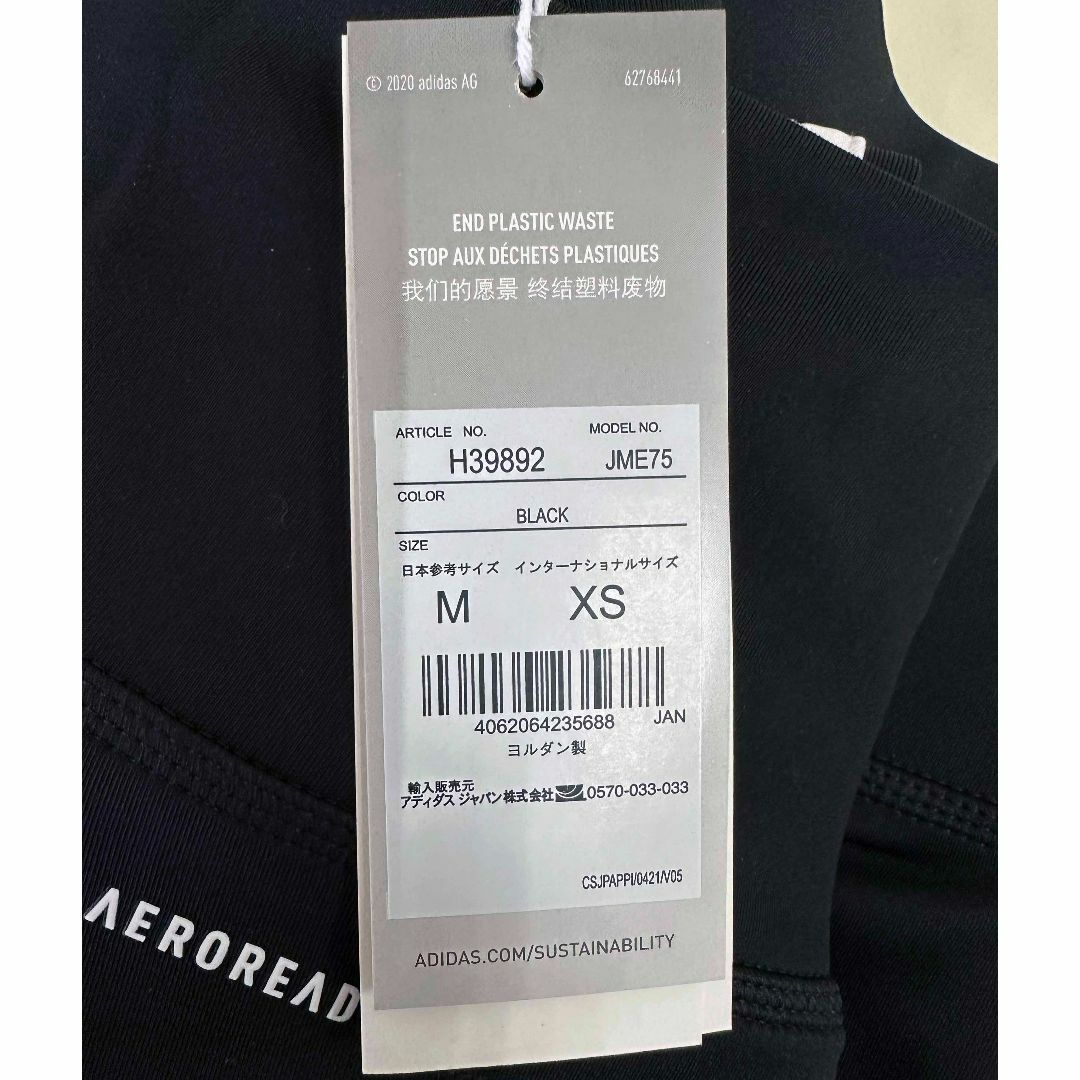 © 2020 adidas AG 62768441
END PLASTIC WASTE
STOP AUX DÉCHETS PLASTIQUES
我们的愿景 终结塑料废物
ARTICLE NO. MODEL NO.
H39892 JME75
COLOR
BLACK
SIZE
日本参考サイズ インターナショナルサイズ
M XS
4062064235688 JAN
ヨルダン製
輸入販売元
アディダス ジャパン株式会社 0570-033-033
CSJPAPPI/0421/V05
ADIDAS.COM/SUSTAINABILITY
AEROREAD